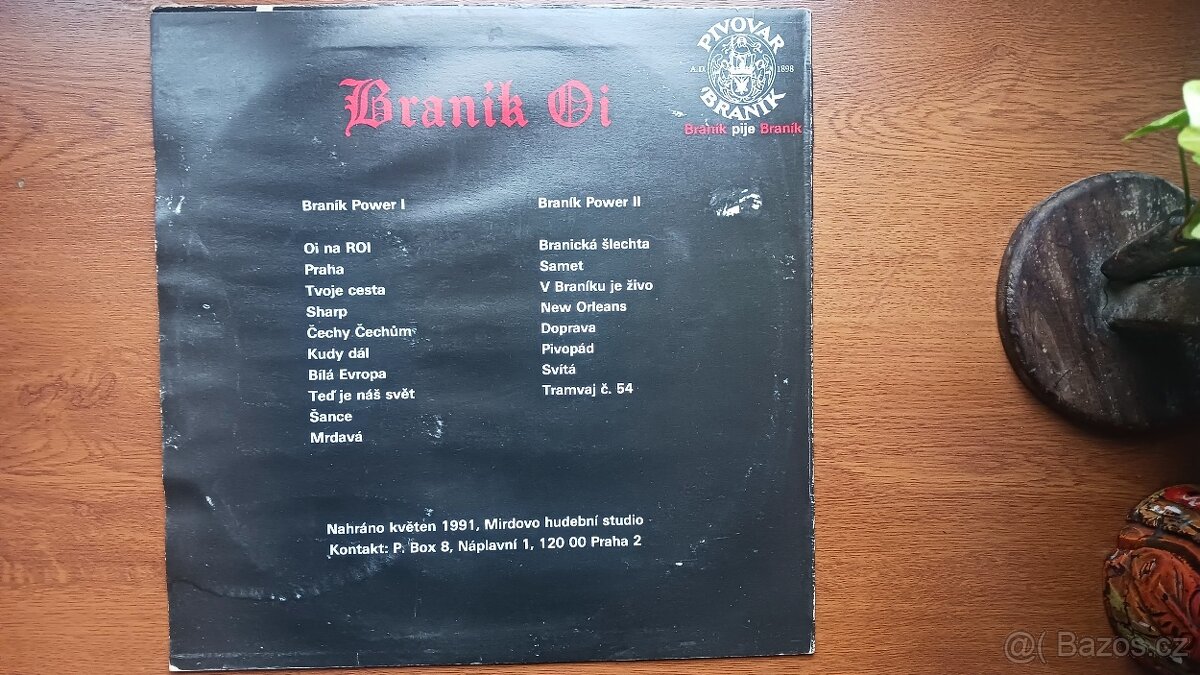 PIVOVAR
A.D. 1898
BRANÍK
Braník pije Braník
Braník Oi
Braník Power I
Oi na ROI
Praha
Tvoje cesta
Sharp
Čechy Čechům
Kudy dál
Bílá Evropa
Teď je náš svět
Šance
Mrdavá
Braník Power II
Branická šlechta
Samet
V Braníku je živo
New Orleans
Doprava
Pivopád
Svítá
Tramvaj č. 54
Nahráno květen 1991, Mirdovo hudební studio
Kontakt: P. Box 8, Náplavní 1, 120 00 Praha 2
@( Bazos.cz